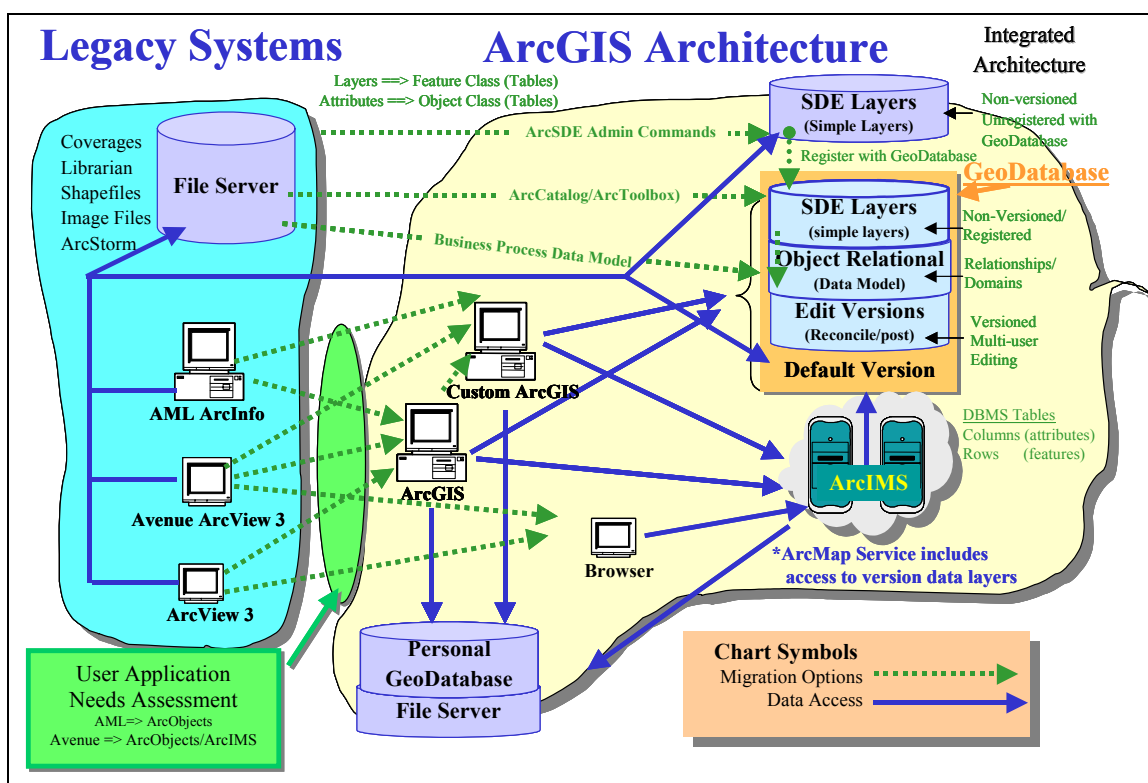 Legacy Systems
ArcGIS Architecture
Integrated
Architecture
Layers ==> Feature Class (Tables)
Attributes ==> Object Class (Tables)
SDE Layers
(Simple Layers)
Non-versioned
Unregistered with
GeoDatabase
ArcSDE Admin Commands
Register with GeoDatabase
Coverages
Librarian
Shapefiles
Image Files
ArcStorm
File Server
ArcCatalog/ArcToolbox)
GeoDatabase
SDE Layers
(simple layers)
Non-Versioned/
Registered
Business Process Data Model
Object Relational
(Data Model)
Relationships/
Domains
Edit Versions
(Reconcile/post)
Versioned
Multi-user
Editing
Default Version
AML ArcInfo
Custom ArcGIS
DBMS Tables
Columns (attributes)
Rows (features)
ArcGIS
ArcIMS
Avenue ArcView 3
Browser
*ArcMap Service includes
access to version data layers
ArcView 3
User Application
Needs Assessment
AML=> ArcObjects
Avenue => ArcObjects/ArcIMS
Personal
GeoDatabase
File Server
Chart Symbols
Migration Options
Data Access